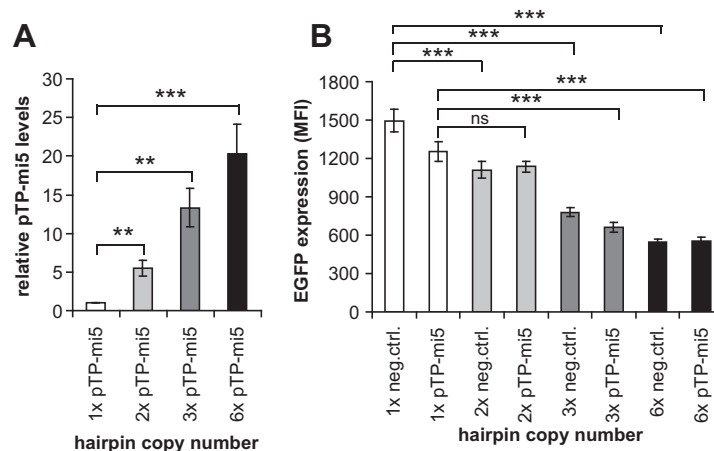 A
relative pTP-mi5 levels
30
25
20
15
10
5
0
***
**
**
1x pTP-mi5
2x pTP-mi5
3x pTP-mi5
6x pTP-mi5
hairpin copy number
B
EGFP expression (MFI)
1800
1500
1200
900
600
300
0
***
***
***
***
***
ns
1x neg.ctrl.
1x pTP-mi5
2x neg.ctrl.
2x pTP-mi5
3x neg.ctrl.
3x pTP-mi5
6x neg.ctrl.
6x pTP-mi5
hairpin copy number